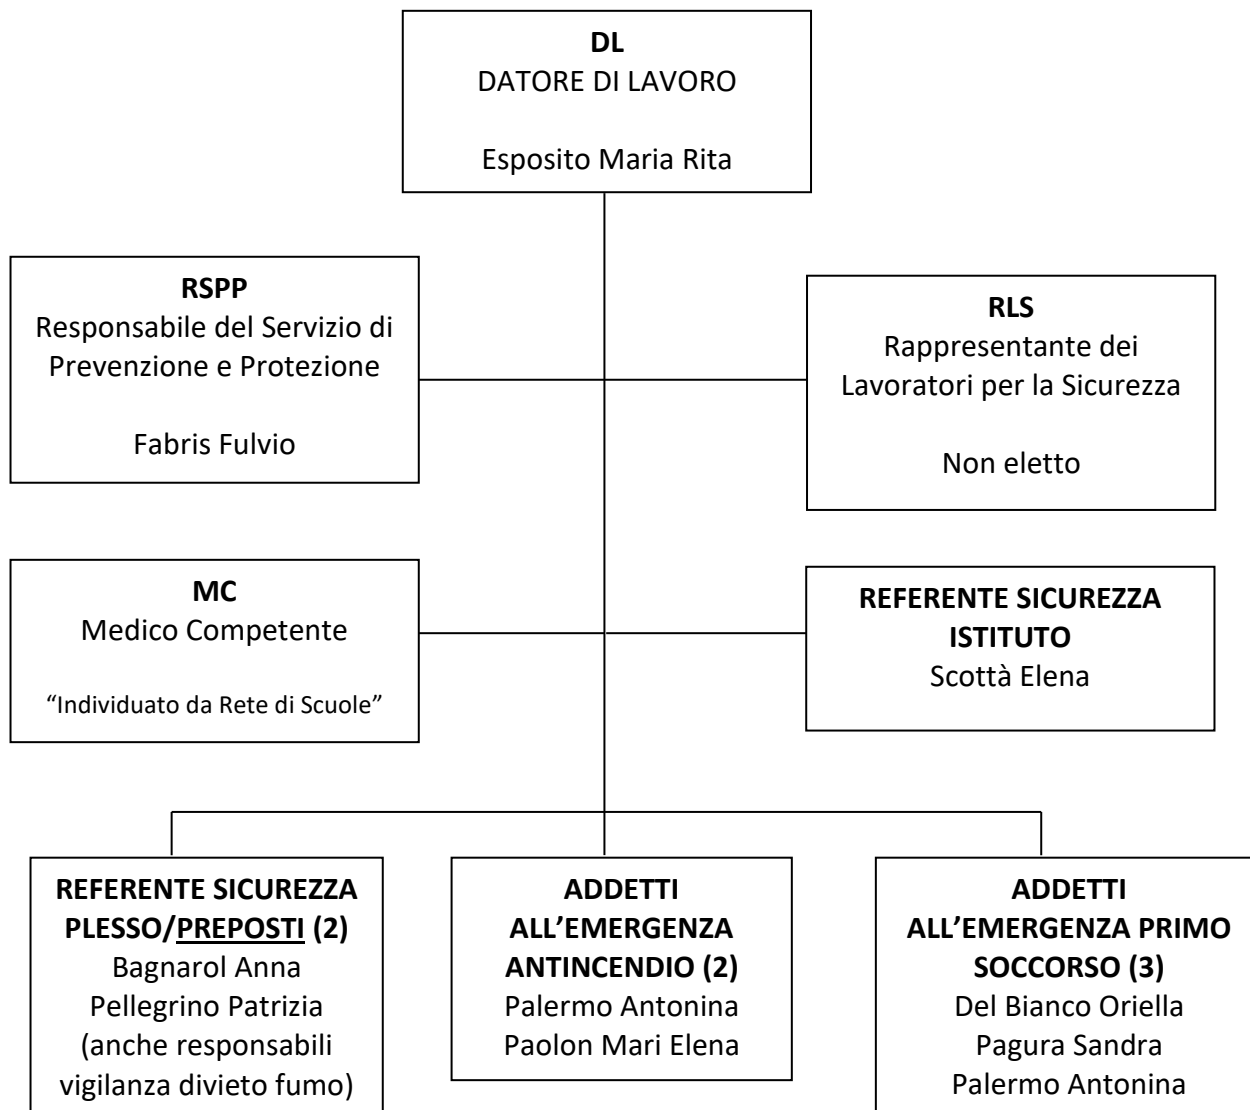 DL
DATORE DI LAVORO
Esposito Maria Rita
RSPP
Responsabile del Servizio di
Prevenzione e Protezione
Fabris Fulvio
RLS
Rappresentante dei
Lavoratori per la Sicurezza
Non eletto
MC
Medico Competente
“Individuato da Rete di Scuole”
REFERENTE SICUREZZA
ISTITUTO
Scottà Elena
REFERENTE SICUREZZA
PLESSO/PREPOSTI (2)
Bagnarol Anna
Pellegrino Patrizia
(anche responsabili
vigilanza divieto fumo)
ADDETTI
ALL’EMERGENZA
ANTINCENDIO (2)
Palermo Antonina
Paolon Mari Elena
ADDETTI
ALL’EMERGENZA PRIMO
SOCCORSO (3)
Del Bianco Oriella
Pagura Sandra
Palermo Antonina